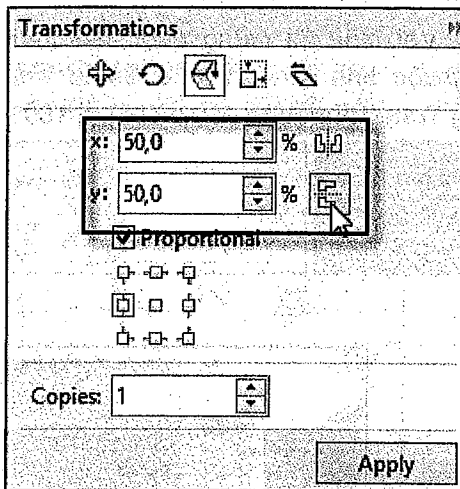 Transformations
x: 50,0 %
y: 50,0 %
Proportional
Copies: 1
Apply